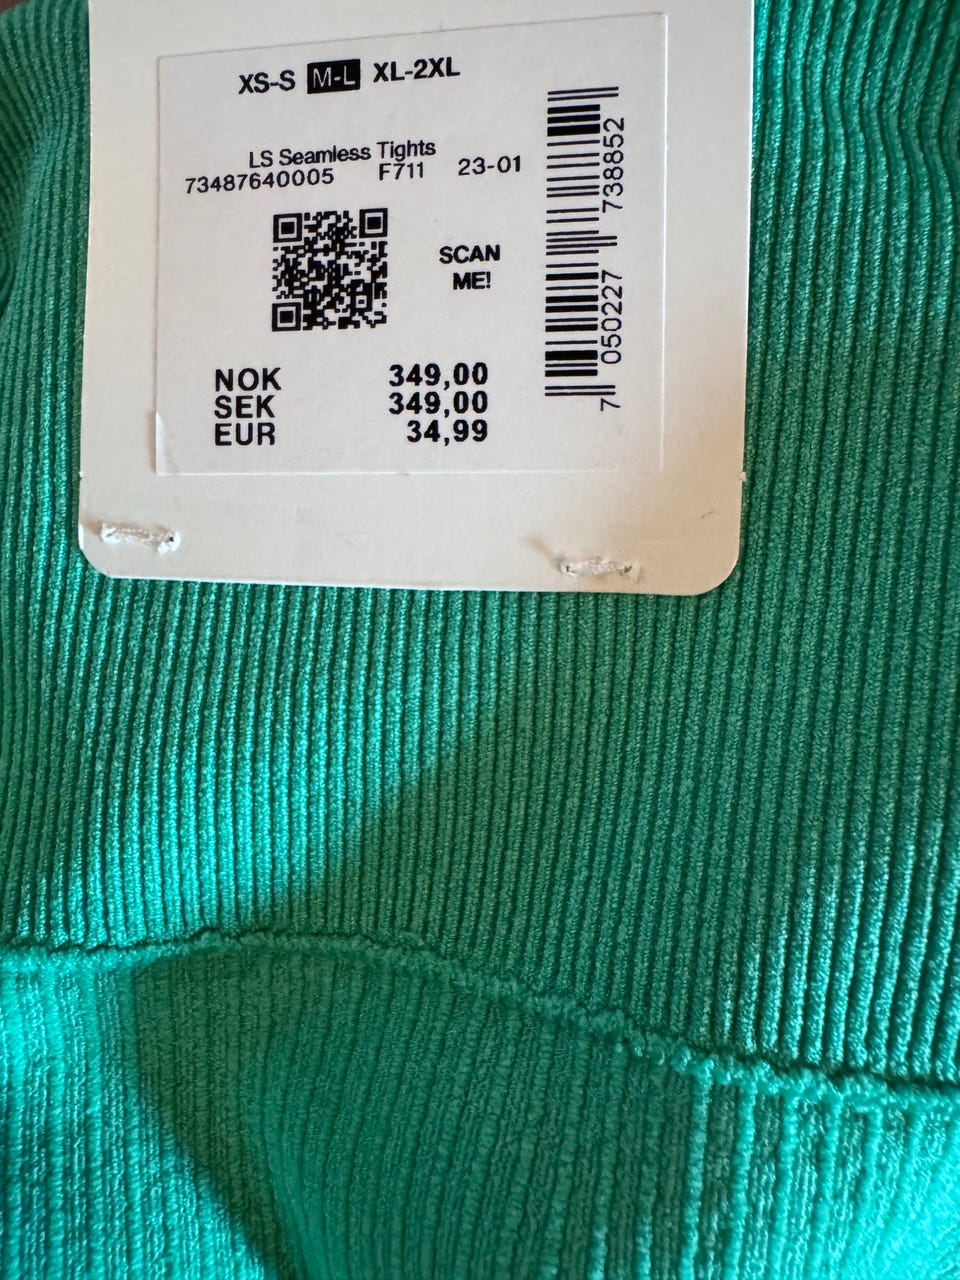 XS-S M-L XL-2XL
LS Seamless Tights
73487640005 F711 23-01
SCAN
ME!
NOK 349,00
SEK 349,00
EUR 34,99
7 050227 738852